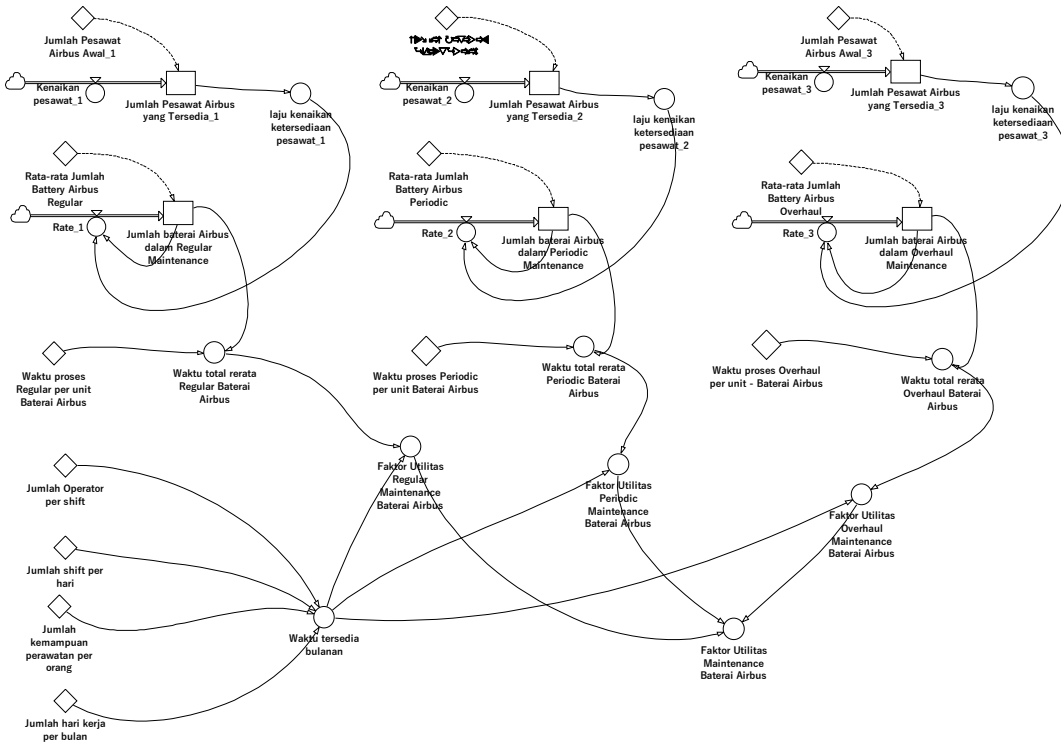 Jumlah Pesawat
Airbus Awal_1
Kenaikan
pesawat_1
Jumlah Pesawat Airbus
yang Tersedia_1
laju kenaikan
ketersediaan
pesawat_1
Kenaikan
pesawat_2
Jumlah Pesawat Airbus
yang Tersedia_2
laju kenaikan
ketersediaan
pesawat_2
Jumlah Pesawat
Airbus Awal_3
Kenaikan
pesawat_3
Jumlah Pesawat Airbus
yang Tersedia_3
laju kenaikan
ketersediaan
pesawat_3
Rata-rata Jumlah
Battery Airbus
Regular
Rate_1
Jumlah baterai Airbus
dalam Regular
Maintenance
Rata-rata Jumlah
Battery Airbus
Periodic
Rate_2
Jumlah baterai Airbus
dalam Periodic
Maintenance
Rata-rata Jumlah
Battery Airbus
Overhaul
Rate_3
Jumlah baterai Airbus
dalam Overhaul
Maintenance
Waktu proses
Regular per unit
Baterai Airbus
Waktu total rerata
Regular Baterai
Airbus
Waktu proses Periodic
per unit Baterai Airbus
Waktu total rerata
Periodic Baterai
Airbus
Waktu proses Overhaul
per unit - Baterai Airbus
Waktu total rerata
Overhaul Baterai
Airbus
Faktor Utilitas
Regular
Maintenance
Baterai Airbus
Faktor Utilitas
Periodic
Maintenance
Baterai Airbus
Faktor Utilitas
Overhaul
Maintenance
Baterai Airbus
Jumlah Operator
per shift
Jumlah shift per
hari
Jumlah
kemampuan
perawatan per
orang
Jumlah hari kerja
per bulan
Waktu tersedia
bulanan
Faktor Utilitas
Maintenance
Baterai Airbus